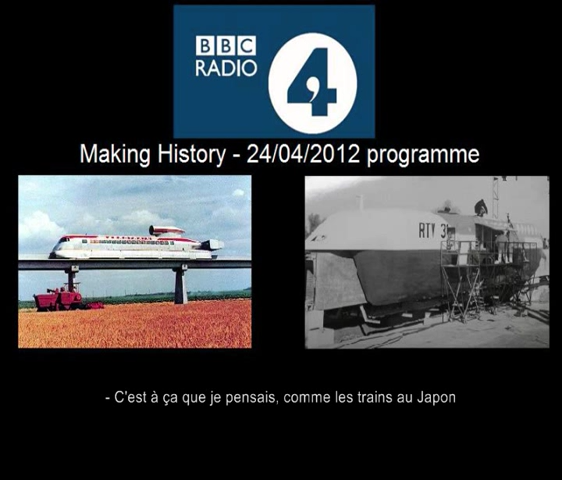 BBC
RADIO
4
Making History - 24/04/2012 programme
RTV 31
- C'est à ça que je pensais, comme les trains au Japon